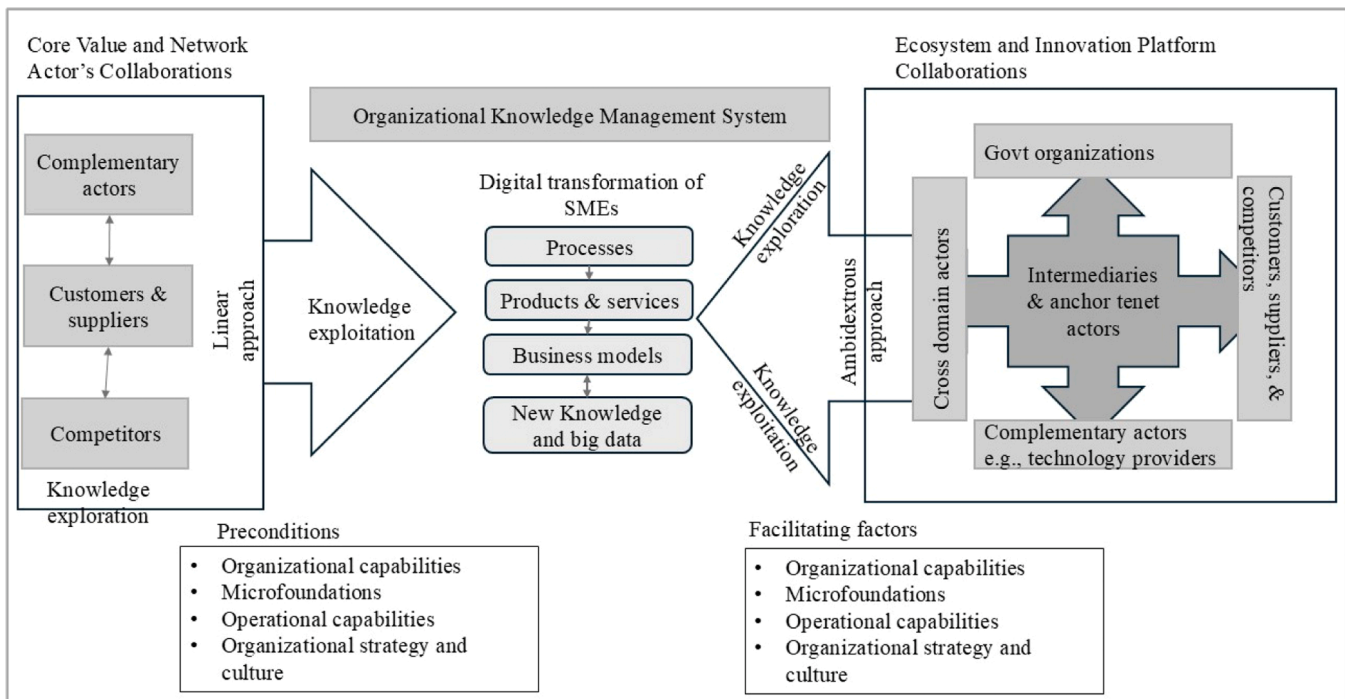 Core Value and Network
Actor's Collaborations
Complementary
actors
Customers &
suppliers
Competitors
Knowledge
exploration
Linear
approach
Knowledge
exploitation
Organizational Knowledge Management System
Digital transformation of
SMEs
Processes
Products & services
Business models
New Knowledge
and big data
Knowledge
exploration
Knowledge
exploitation
Ambidextrous
approach
Ecosystem and Innovation Platform
Collaborations
Govt organizations
Cross domain actors
Intermediaries
& anchor tenet
actors
Customers, suppliers, &
competitors
Complementary actors
e.g., technology providers
Preconditions
• Organizational capabilities
• Microfoundations
• Operational capabilities
• Organizational strategy and
culture
Facilitating factors
• Organizational capabilities
• Microfoundations
• Operational capabilities
• Organizational strategy and
culture